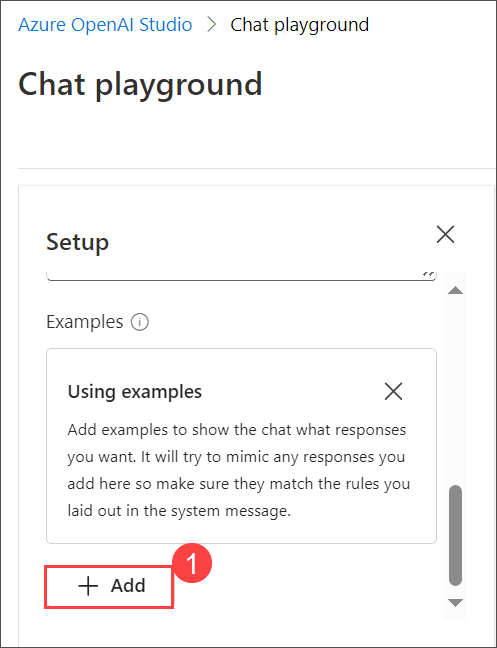 Azure OpenAI Studio > Chat playground
Chat playground
Setup
Examples
Using examples
Add examples to show the chat what responses
you want. It will try to mimic any responses you
add here so make sure they match the rules you
laid out in the system message.
+ Add
1